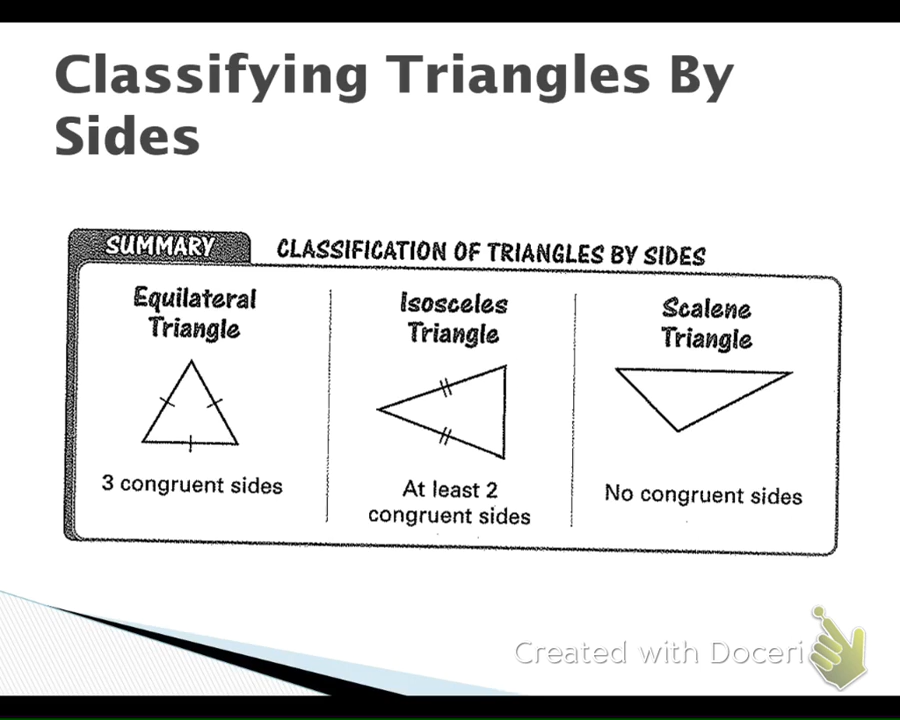 Classifying Triangles By
Sides
SUMMARY
CLASSIFICATION OF TRIANGLES BY SIDES
Equilateral
Triangle
3 congruent sides
Isosceles
Triangle
At least 2
congruent sides
Scalene
Triangle
No congruent sides
Created with Doceri